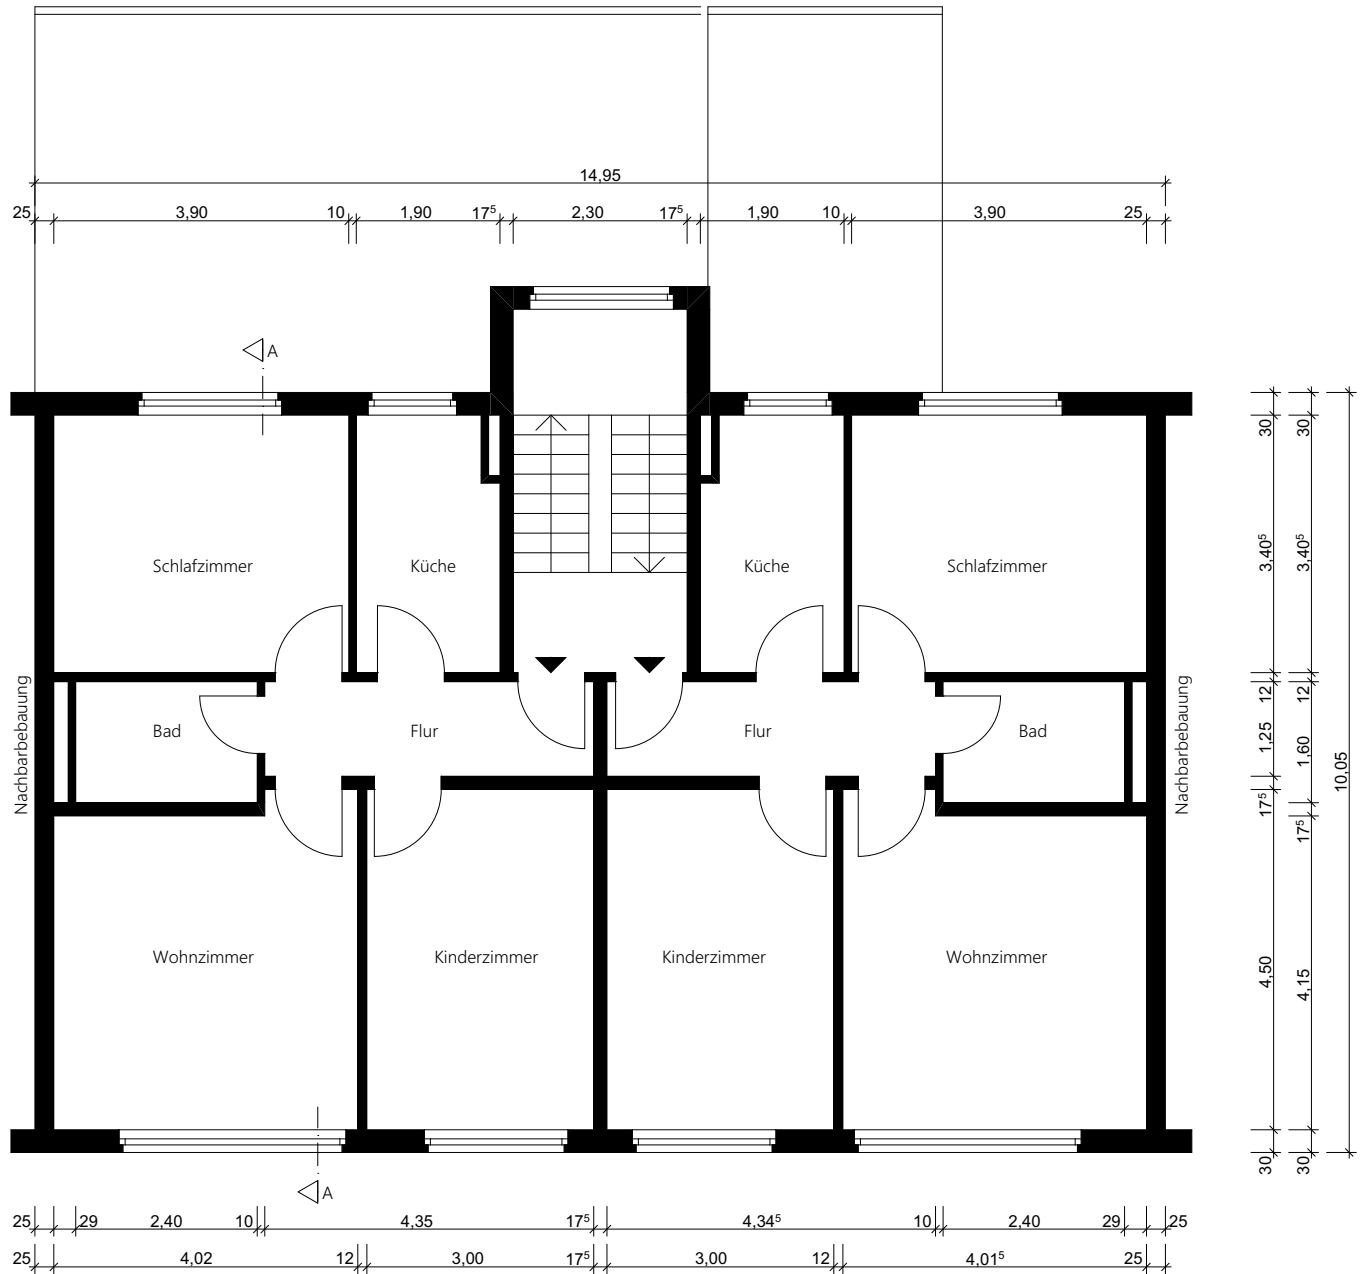 14,95
25 3,90 10 1,90 17⁵ 2,30 17⁵ 1,90 10 3,90 25
A
Schlafzimmer Küche Küche Schlafzimmer
Nachbarbebauung
Bad Flur Flur Bad
Nachbarbebauung
Wohnzimmer Kinderzimmer Kinderzimmer Wohnzimmer
A
30 3,40⁵ 12 1,25 17⁵ 4,50 30
30 3,40⁵ 12 1,60 17⁵ 4,15 30
10,05
25 29 2,40 10 4,35 17⁵ 4,34⁵ 10 2,40 29 25
25 4,02 12 3,00 17⁵ 3,00 12 4,01⁵ 25